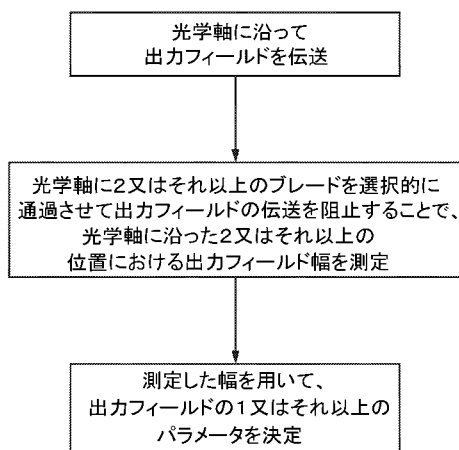 光学軸に沿って
出力フィールドを伝送
光学軸に２又はそれ以上のブレードを選択的に
通過させて出力フィールドの伝送を阻止することで、
光学軸に沿った２又はそれ以上の
位置における出力フィールド幅を測定
測定した幅を用いて、
出力フィールドの１又はそれ以上の
パラメータを決定